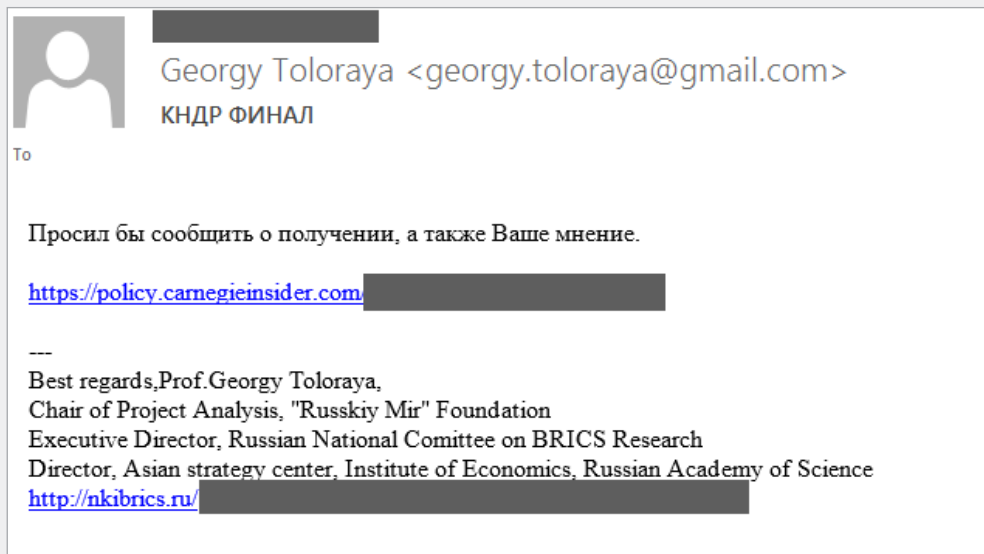 Georgy Toloraya <georgy.toloraya@gmail.com>
КНДР ФИНАЛ
To
Просил бы сообщить о получении, а также Ваше мнение.
https://policy.carnegieinsider.com/
---
Best regards,Prof.Georgy Toloraya,
Chair of Project Analysis, "Russkiy Mir" Foundation
Executive Director, Russian National Comittee on BRICS Research
Director, Asian strategy center, Institute of Economics, Russian Academy of Science
http://nkibrics.ru/